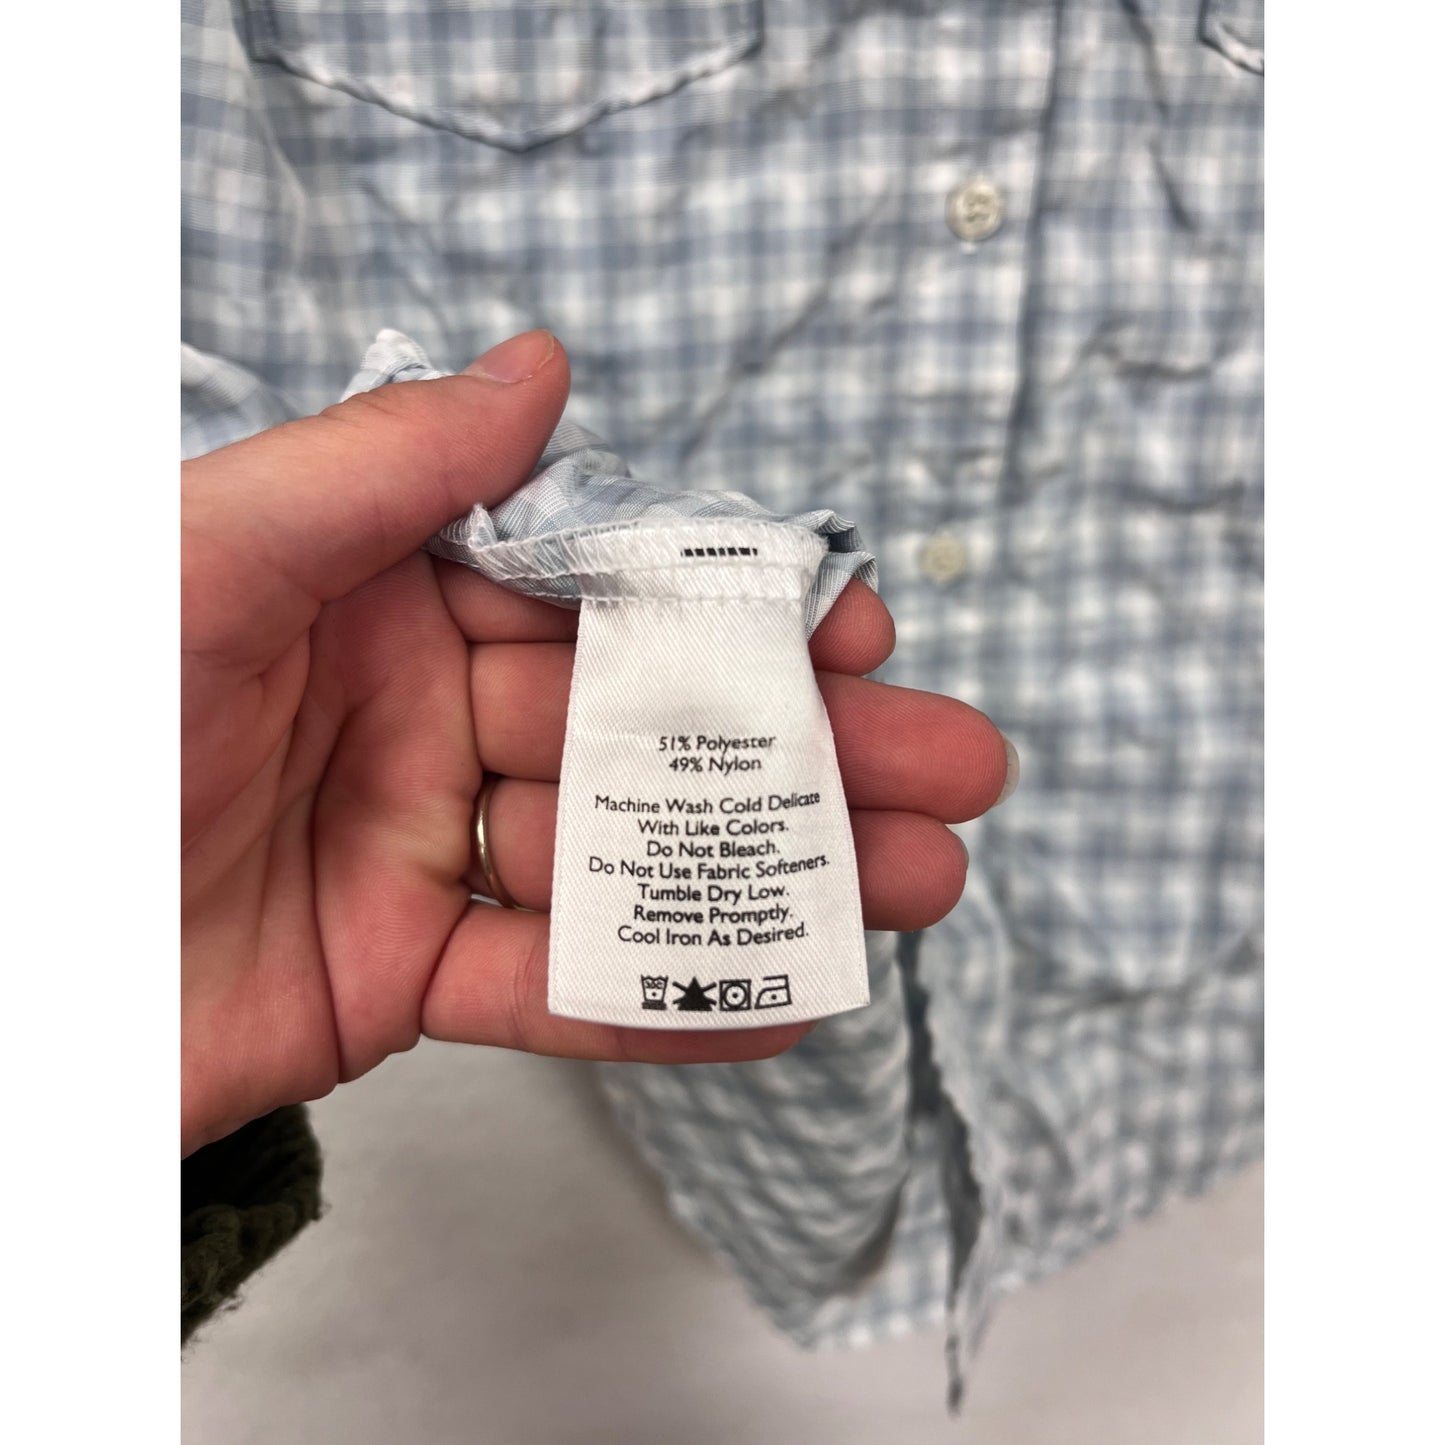 51% Polyester
49% Nylon
Machine Wash Cold Delicate
With Like Colors.
Do Not Bleach.
Do Not Use Fabric Softeners.
Tumble Dry Low.
Remove Promptly.
Cool Iron As Desired.